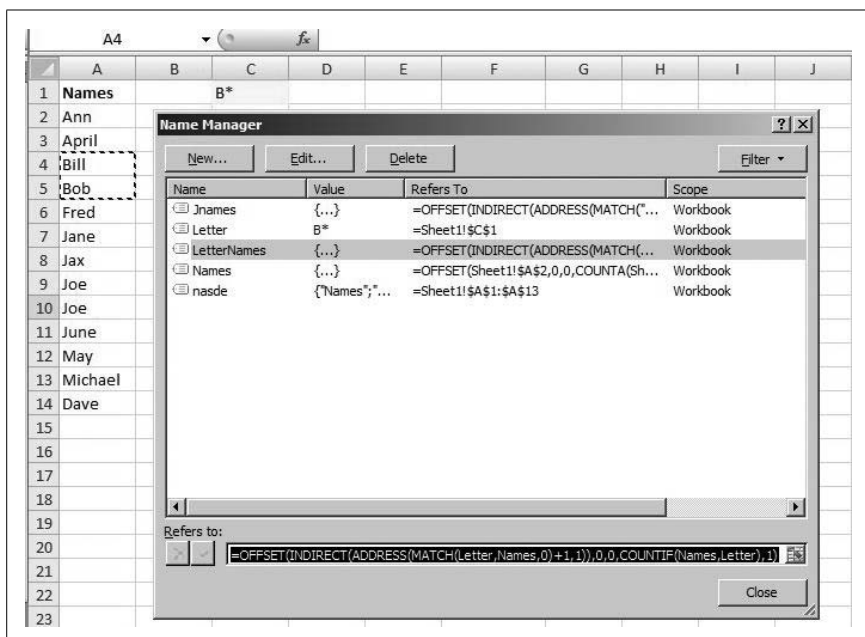 A4 fx
A B C D E F G H I J
1 Names B*
2 Ann
3 April
4 Bill
5 Bob
6 Fred
7 Jane
8 Jax
9 Joe
10 Joe
11 June
12 May
13 Michael
14 Dave
15
16
17
18
19
20
21
22
23
Name Manager ? X
New... Edit... Delete Filter
Name Value Refers To Scope
Jnames {...} =OFFSET(INDIRECT(ADDRESS(MATCH("... Workbook
Letter B* =Sheet1!$C$1 Workbook
LetterNames {...} =OFFSET(INDIRECT(ADDRESS(MATCH(... Workbook
Names {...} =OFFSET(Sheet1!$A$2,0,0,COUNTA(Sh... Workbook
nasde {"Names";"... =Sheet1!$A$1:$A$13 Workbook
Refers to:
=OFFSET(INDIRECT(ADDRESS(MATCH(Letter,Names,0)+1,1)),0,0,COUNTIF(Names,Letter),1)
Close